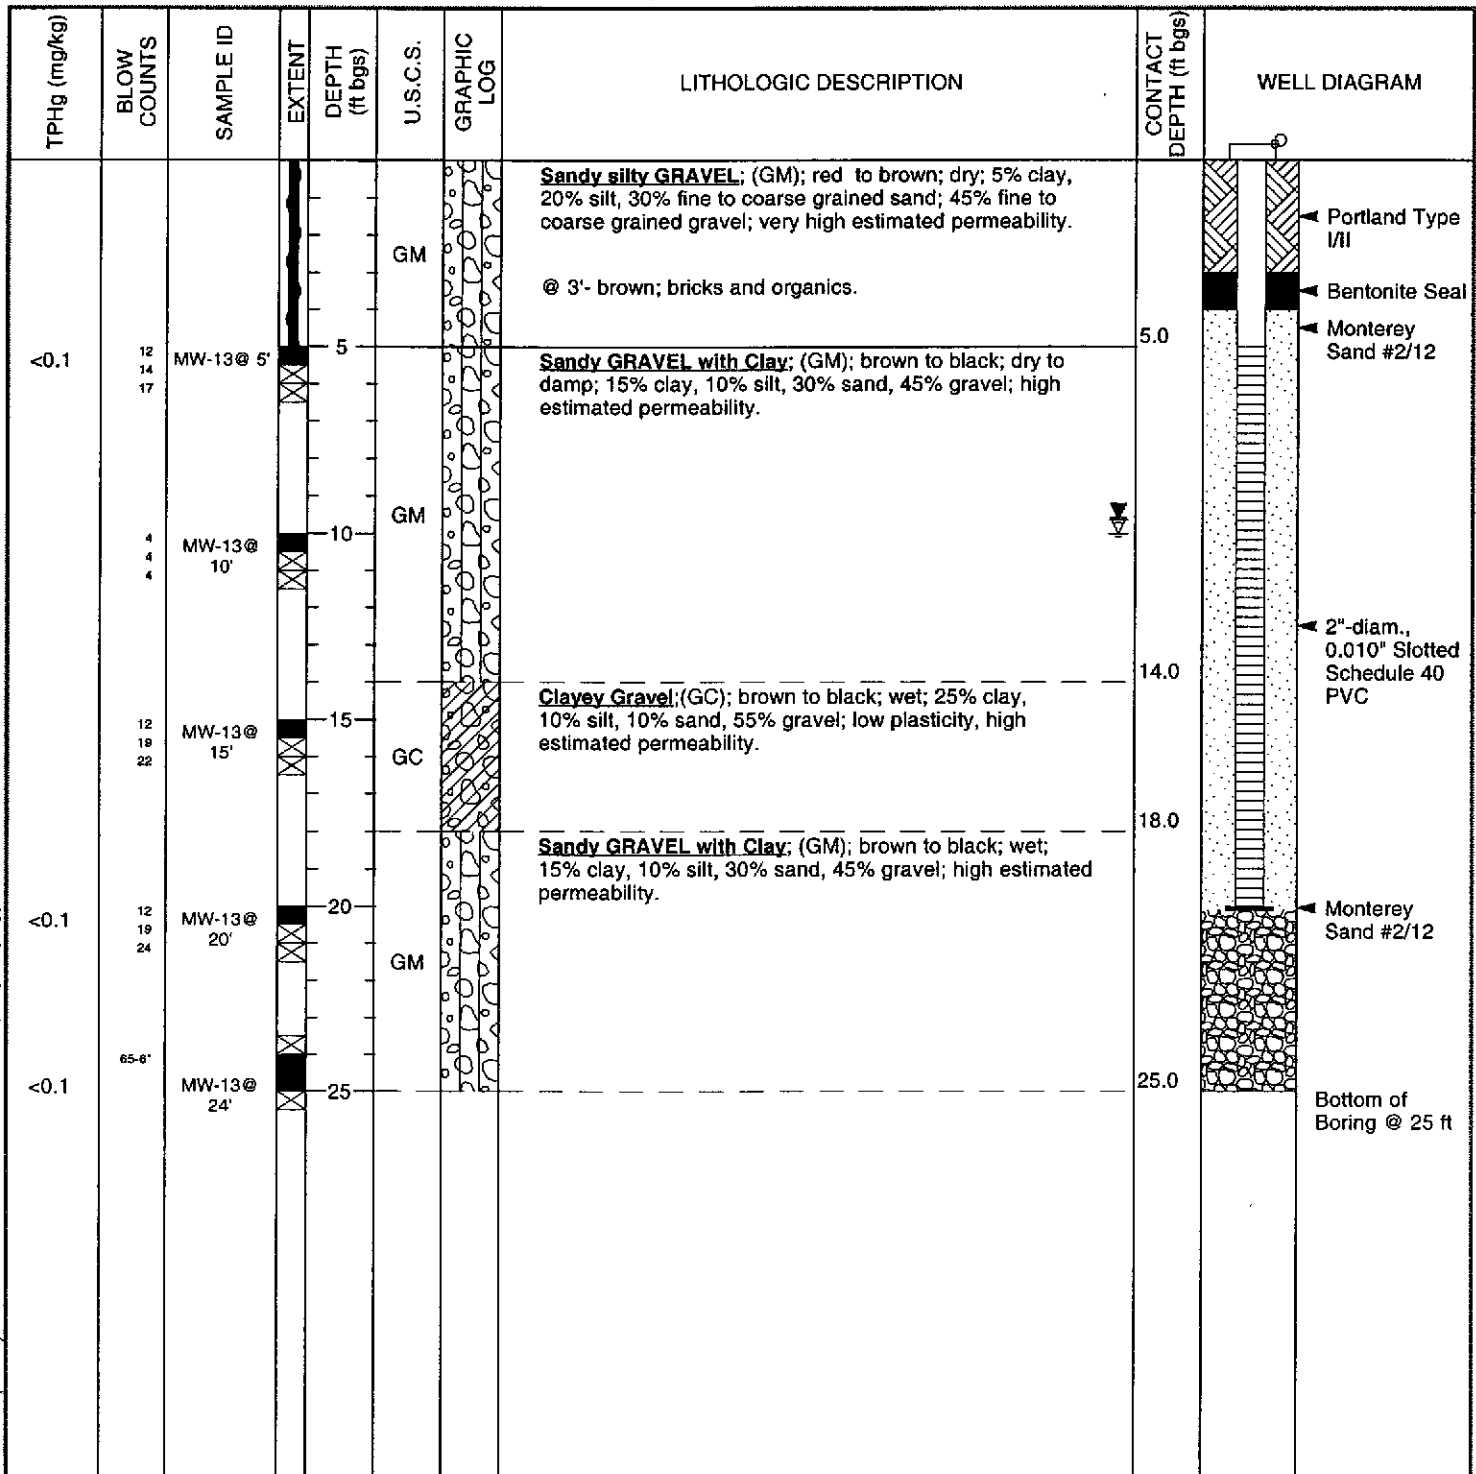 TPHg (mg/kg)
BLOW
COUNTS
SAMPLE ID
EXTENT
DEPTH
(ft bgs)
U.S.C.S.
GRAPHIC
LOG
LITHOLOGIC DESCRIPTION
CONTACT
DEPTH (ft bgs)
WELL DIAGRAM
Sandy silty GRAVEL; (GM); red to brown; dry; 5% clay,
20% silt, 30% fine to coarse grained sand; 45% fine to
coarse grained gravel; very high estimated permeability.
GM
@ 3'- brown; bricks and organics.
Portland Type
I/II
Bentonite Seal
Monterey
Sand #2/12
5.0
<0.1
12
14
17
MW-13@ 5'
5
Sandy GRAVEL with Clay; (GM); brown to black; dry to
damp; 15% clay, 10% silt, 30% sand, 45% gravel; high
estimated permeability.
GM
4
4
4
MW-13@
10'
10
2"-diam.,
0.010" Slotted
Schedule 40
PVC
14.0
Clayey Gravel;(GC); brown to black; wet; 25% clay,
10% silt, 10% sand, 55% gravel; low plasticity, high
estimated permeability.
12
19
22
MW-13@
15'
15
GC
18.0
Sandy GRAVEL with Clay; (GM); brown to black; wet;
15% clay, 10% silt, 30% sand, 45% gravel; high estimated
permeability.
<0.1
12
19
24
MW-13@
20'
20
GM
Monterey
Sand #2/12
65-6"
<0.1
MW-13@
24'
25
25.0
Bottom of
Boring @ 25 ft